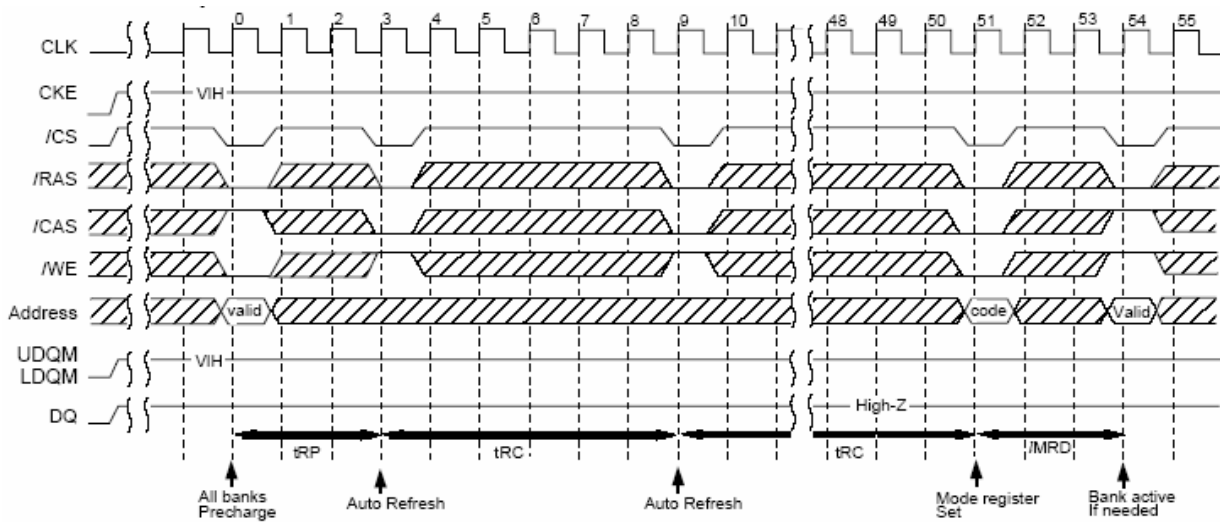 0 1 2 3 4 5 6 7 8 9 10 48 49 50 51 52 53 54 55
CLK
CKE VIH
/CS
/RAS
/CAS
/WE
Address valid code Valid
UDQM VIH
LDQM
DQ High-Z
tRP tRC tRC /MRD
All banks
Precharge
Auto Refresh
Auto Refresh
Mode register
Set
Bank active
If needed